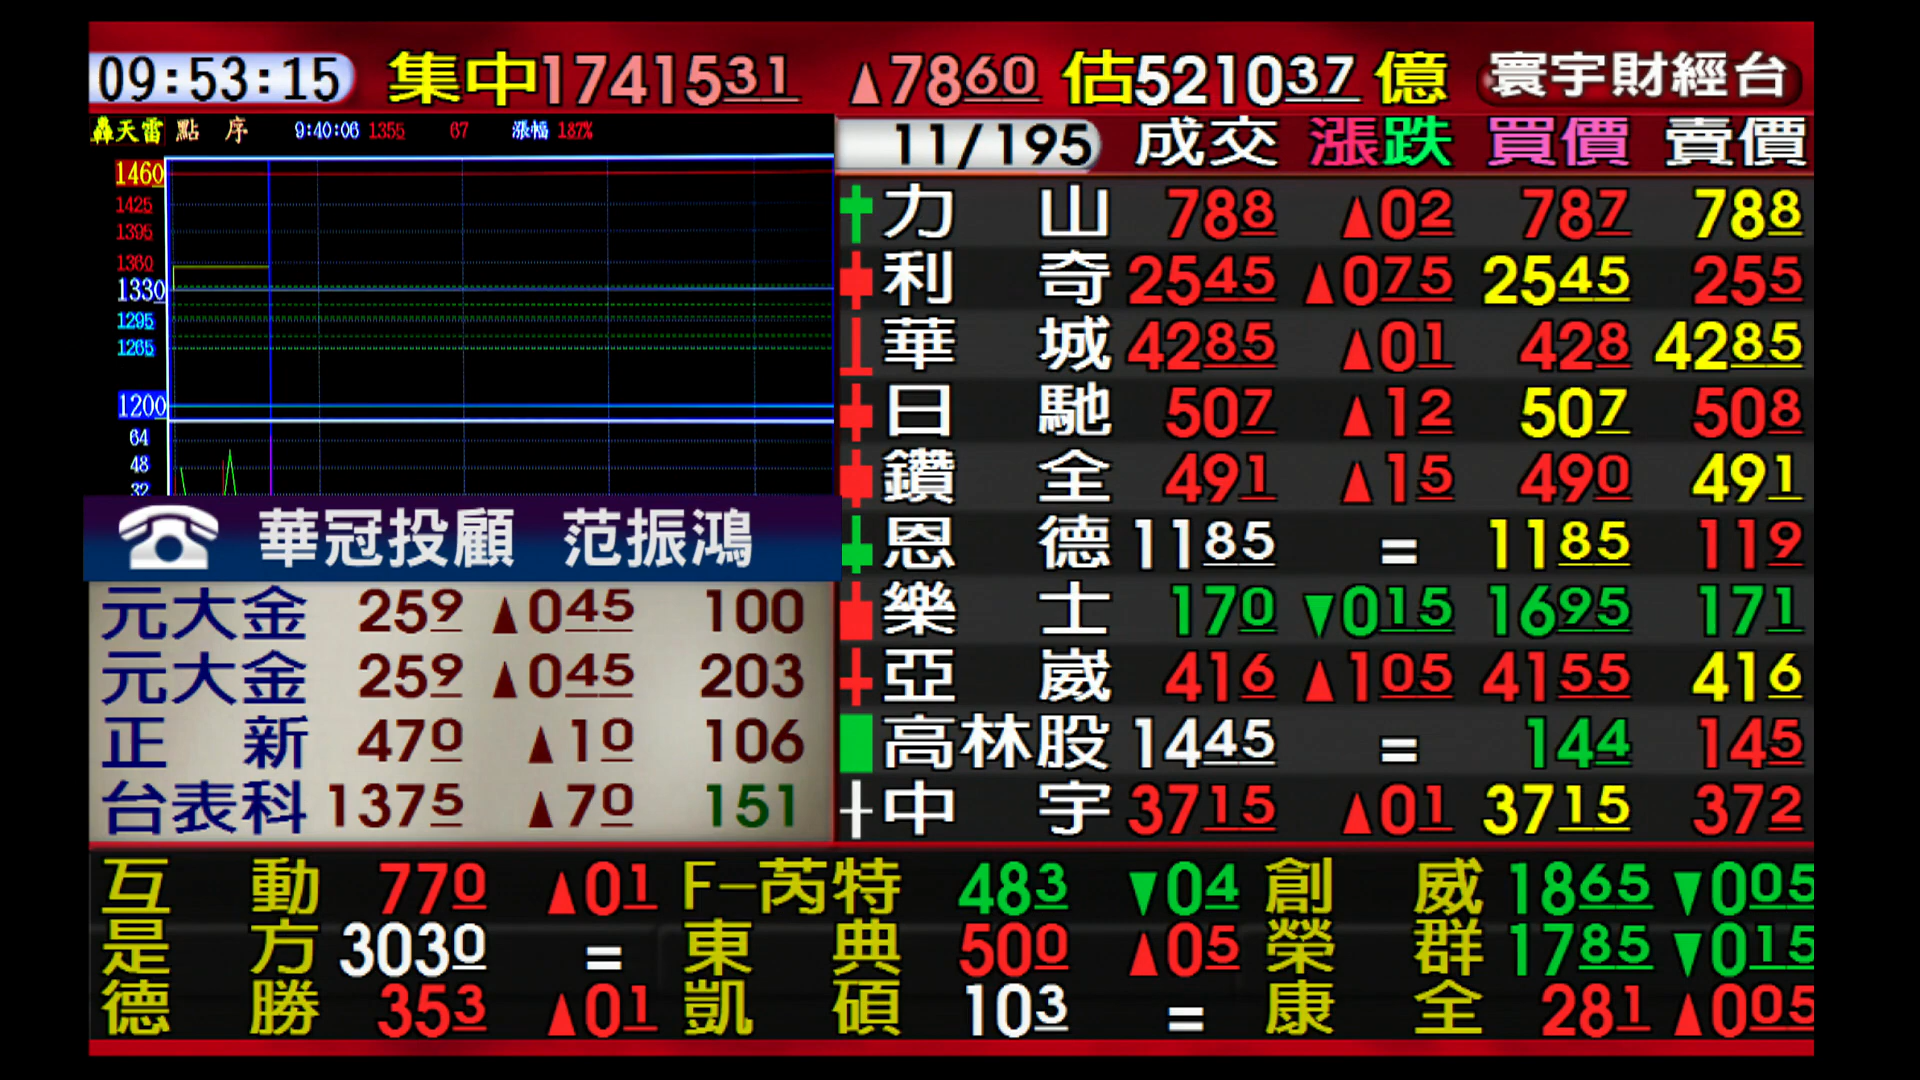 09:53:15 集中1741531 ▲7860 估521037億 寰宇財經台
天雷 點 序 9:40:06 1355 67 漲幅 187%
1460
1425
1395
1360
1330
1295
1265
1200
64
48
32
華冠投顧 范振鴻
元大金 259 ▲045 100
元大金 259 ▲045 203
正新 470 ▲10 106
台表科 1375 ▲70 151
11/195 成交 漲跌 買價 賣價
力山 788 ▲02 787 788
利奇 2545 ▲075 2545 255
華城 4285 ▲01 428 4285
日馳 507 ▲12 507 508
鑽全 491 ▲15 490 491
恩德 1185 = 1185 119
樂士 170 ▼015 1695 171
亞崴 416 ▲105 4155 416
高林股 1445 = 144 145
中宇 3715 ▲01 3715 372
互動 770 ▲01 F-芮特 483 ▼04 創威 1865 ▼005
是方 3030 = 東典 500 ▲05 榮群 1785 ▼015
德勝 353 ▲01 凱碩 103 = 康全 281 ▲005